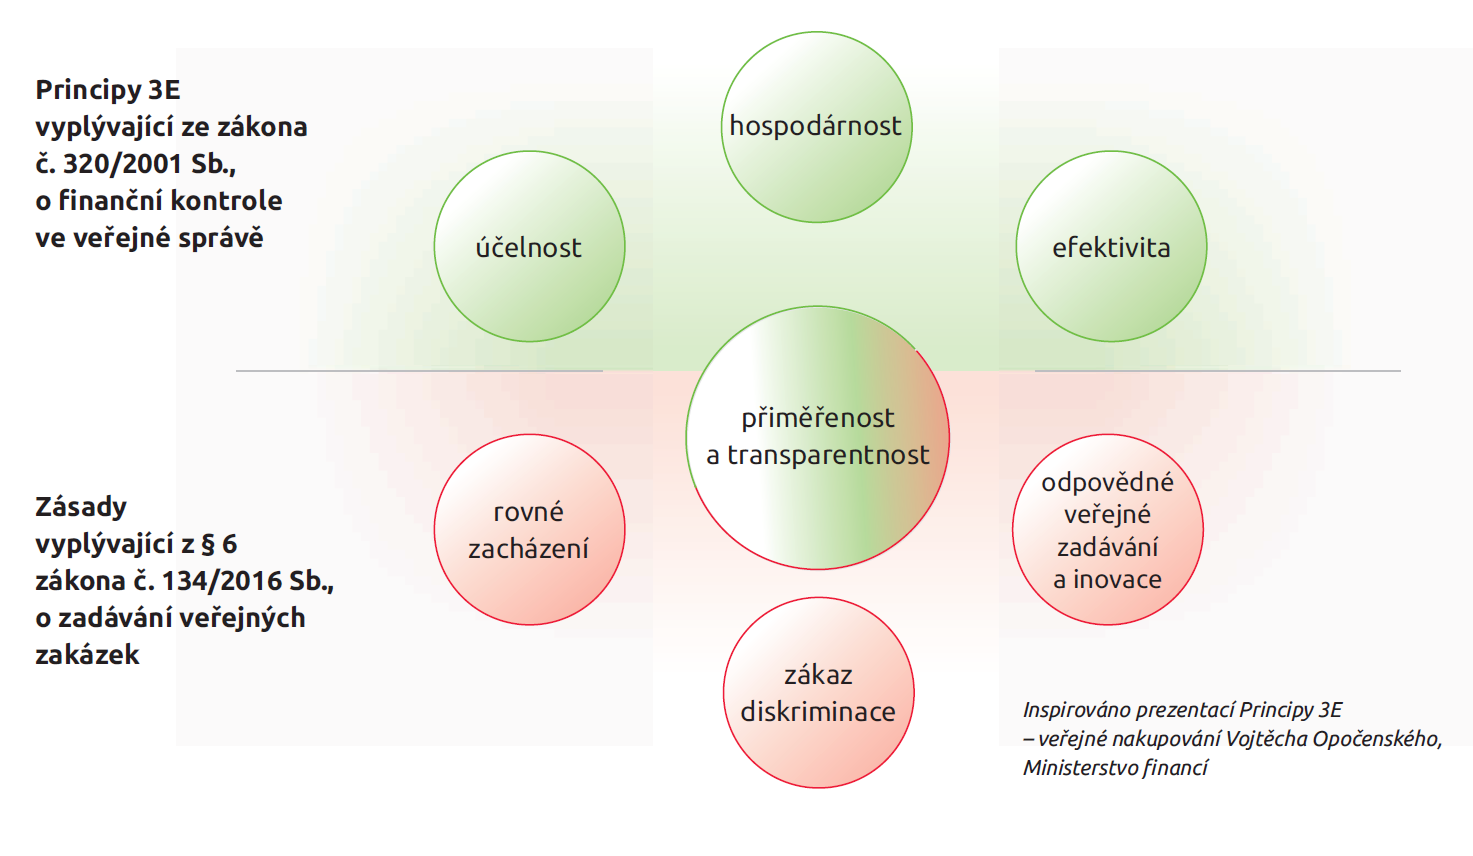 Principy 3E
vyplývající ze zákona
č. 320/2001 Sb.,
o finanční kontrole
ve veřejné správě
hospodárnost
účelnost
efektivita
přiměřenost
a transparentnost
Zásady
vyplývající z § 6
zákona č. 134/2016 Sb.,
o zadávání veřejných
zakázek
rovné
zacházení
odpovědné
veřejné
zadávání
a inovace
zákaz
diskriminace
Inspirováno prezentací Principy 3E
– veřejné nakupování Vojtěcha Opočenského,
Ministerstvo financí